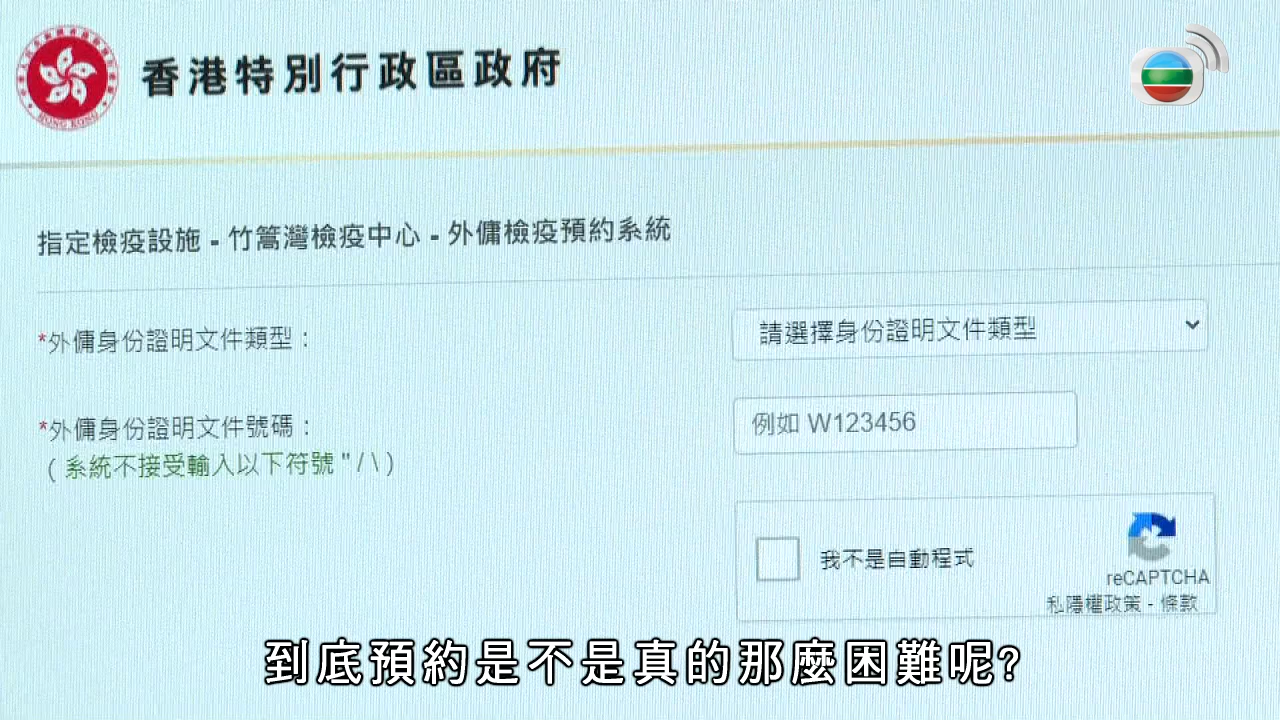 香港特別行政區政府
HONG KONG
指定檢疫設施 - 竹篙灣檢疫中心 - 外傭檢疫預約系統
*外傭身份證明文件類型：
請選擇身份證明文件類型
*外傭身份證明文件號碼：
( 系統不接受輸入以下符號 " / \ )
例如 W123456
我不是自動程式
reCAPTCHA
私隱權政策 - 條款
到底預約是不是真的那麼困難呢?